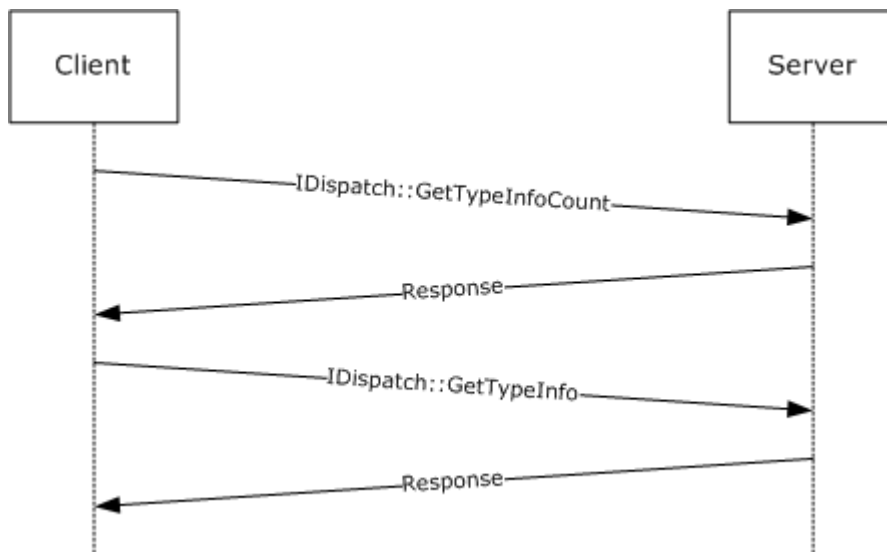 Client
Server
IDispatch::GetTypeInfoCount
Response
IDispatch::GetTypeInfo
Response